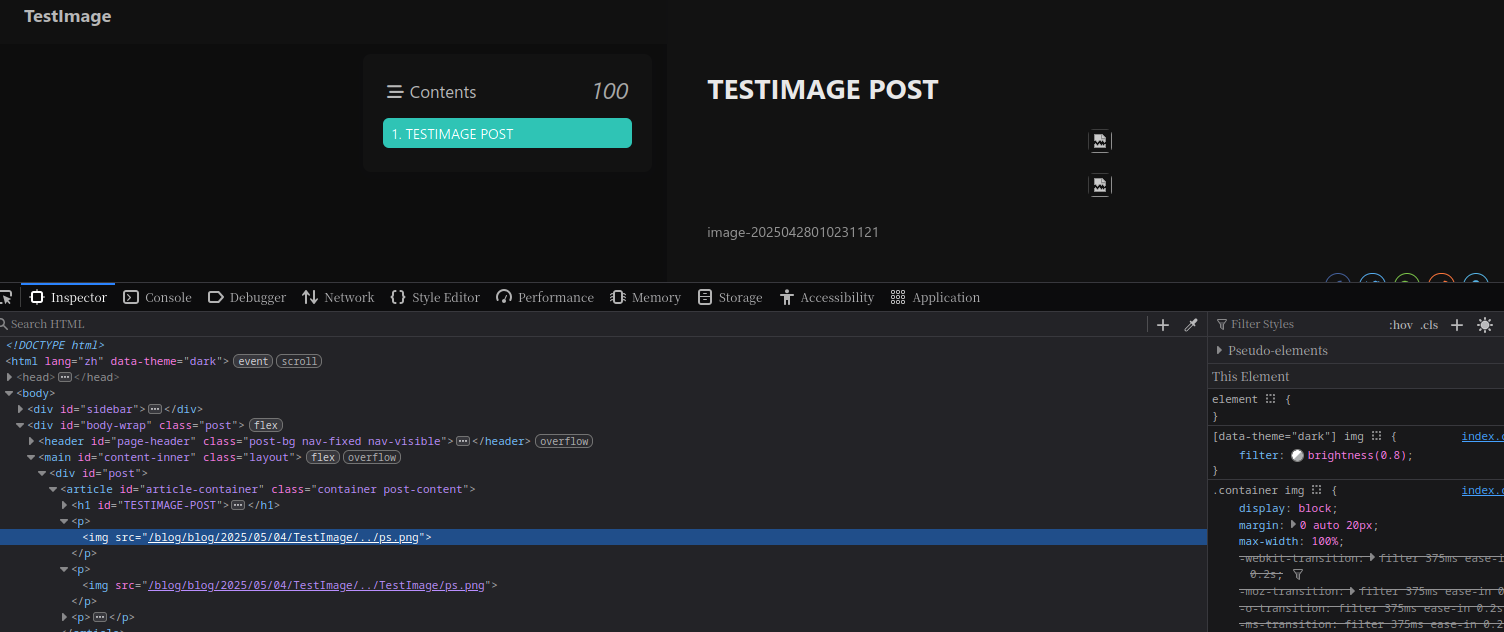 TestImage
Contents 100
1. TESTIMAGE POST
TESTIMAGE POST
image-20250428010231121
Inspector Console Debugger Network Style Editor Performance Memory Storage Accessibility Application
Search HTML
<!DOCTYPE html>
<html lang="zh" data-theme="dark"> event scroll
<head> ••• </head>
<body>
<div id="sidebar"> ••• </div>
<div id="body-wrap" class="post"> flex
<header id="page-header" class="post-bg nav-fixed nav-visible"> ••• </header> overflow
<main id="content-inner" class="layout"> flex overflow
<div id="post">
<article id="article-container" class="container post-content">
<h1 id="TESTIMAGE-POST"> ••• </h1>
<p>
<img src="/blog/blog/2025/05/04/TestImage/../ps.png">
</p>
<p>
<img src="/blog/blog/2025/05/04/TestImage/../TestImage/ps.png">
</p>
<p> ••• </p>
Filter Styles :hov .cls
Pseudo-elements
This Element
element {
}
[data-theme="dark"] img { index.c
filter: brightness(0.8);
}
.container img { index.c
display: block;
margin: 0 auto 20px;
max-width: 100%;
-webkit-transition: filter 375ms ease-in
0.2s;
-moz-transition: filter 375ms ease-in 0
-o-transition: filter 375ms ease-in 0.2s
-ms-transition: filter 375ms ease-in 0.2